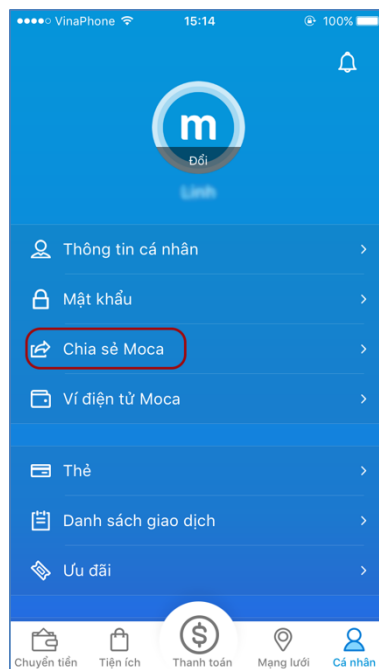 VinaPhone 15:14 100%
m
Đổi
Linh
Thông tin cá nhân
Mật khẩu
Chia sẻ Moca
Ví điện tử Moca
Thẻ
Danh sách giao dịch
Ưu đãi
Chuyển tiền Tiện ích Thanh toán Mạng lưới Cá nhân